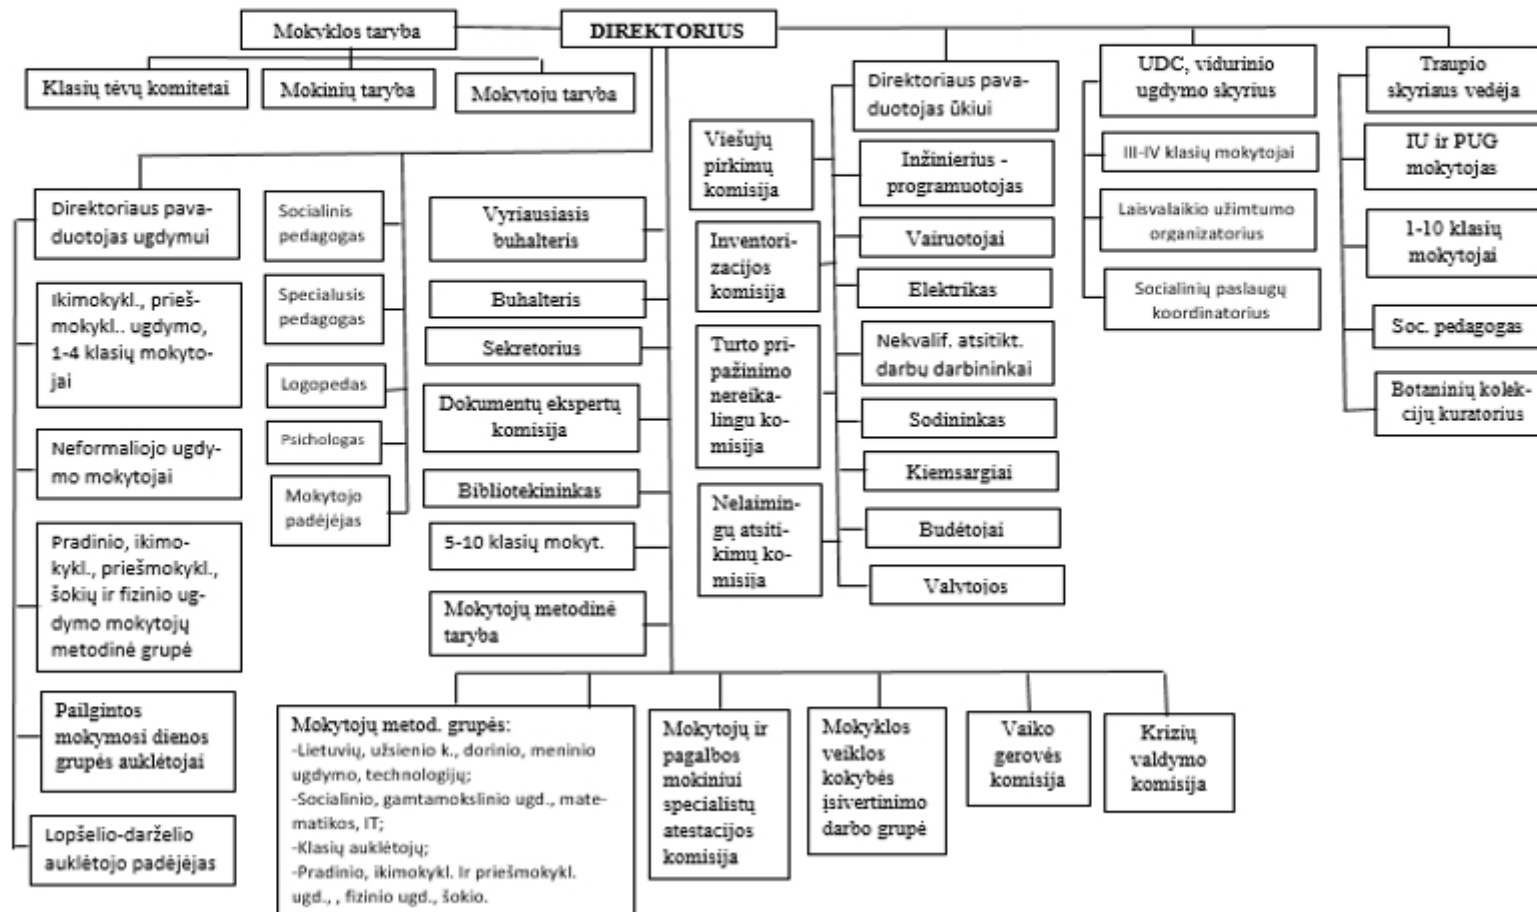 Mokyklos taryba
DIREKTORIUS
Klasių tėvų komitetai
Mokinių taryba
Mokytoju taryba
Direktoriaus pava-
duotojas ūkiui
UDC, vidurinio
ugdymo skyrius
Traupio
skyriaus vedėja
Viešujų
pirkimų
komisija
Inžinierius -
programuotojas
III-IV klasių mokytojai
IU ir PUG
mokytojas
Direktoriaus pava-
duotojas ugdymui
Socialinis
pedagogas
Vyriausiasis
buhalteris
Inventori-
zacijos
komisija
Vairuotojai
Laisvalaikio užimtumo
organizatorius
1-10 klasių
mokytojai
Ikimokykl., prieš-
mokykl.. ugdymo,
1-4 klasių mokyto-
jai
Specialusis
pedagogas
Buhalteris
Elektrikas
Socialinių paslaugų
koordinatorius
Sekretorius
Turto pri-
pažinimo
nereika-
lingu ko-
misija
Nekvalif. atsitikt.
darbų darbininkai
Soc. pedagogas
Logopedas
Dokumentų ekspertų
komisija
Sodininkas
Botaninių kolek-
cijų kuratorius
Neformaliojo ugdy-
mo mokytojai
Psichologas
Bibliotekininkas
Kiemsargiai
Mokytojo
padėjėjas
Nelaimin-
gų atsiti-
kimų ko-
misija
Budėtojai
Pradinio, ikimo-
kykl., priešmokykl.,
šokių ir fizinio ug-
dymo mokytojų
metodinė grupė
5-10 klasių mokyt.
Valytojos
Mokytojų metodinė
taryba
Pailgintos
mokymosi dienos
grupės auklėtojai
Lopšelio-darželio
auklėtojo padėjėjas
Mokytojų metod. grupės:
-Lietuvių, užsienio k., dorinio, meninio
ugdymo, technologijų;
-Socialinio, gamtamokslinio ugd., mate-
matikos, IT;
-Klasių auklėtojų;
-Pradinio, ikimokykl. Ir priešmokykl.
ugd., , fizinio ugd., šokio.
Mokytojų ir
pagalbos
mokiniui
specialistų
atestacijos
komisija
Mokyklos
veiklos
kokybės
įsivertinimo
darbo grupė
Vaiko
gerovės
komisija
Krizių
valdymo
komisija